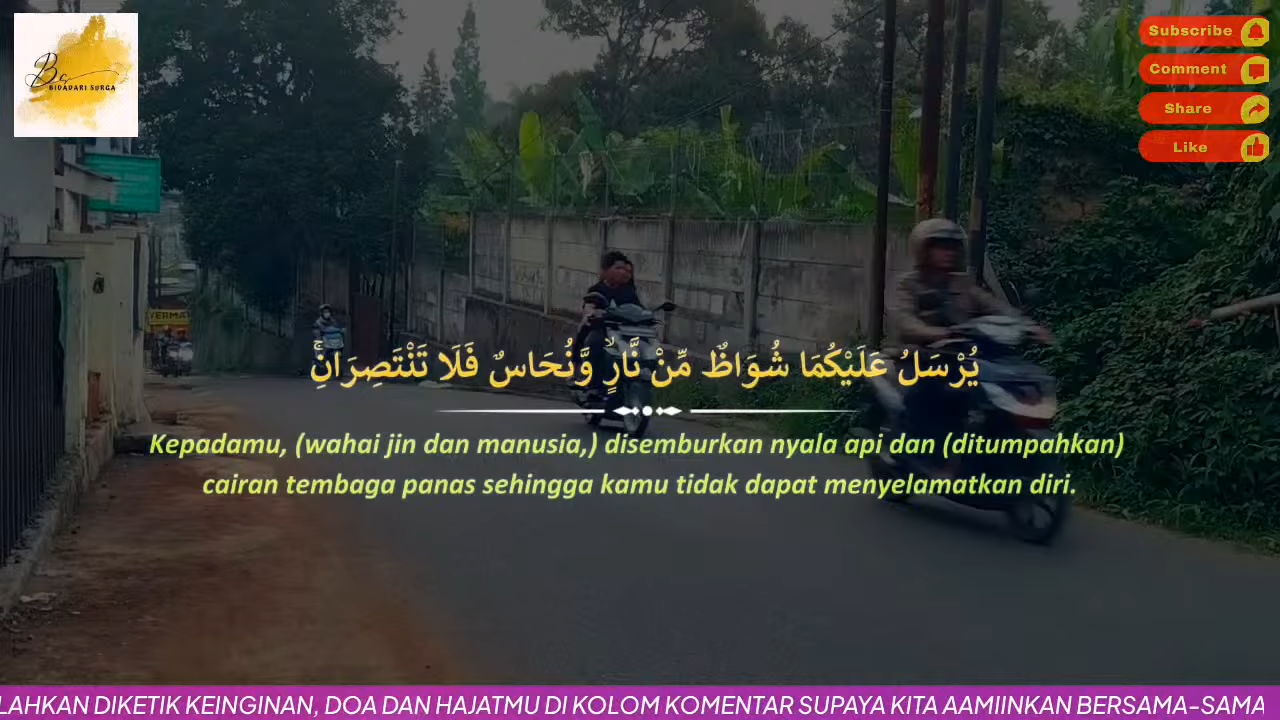 Bs
BIDADARI SURGA
Subscribe
Comment
Share
Like
يُرْسَلُ عَلَيْكُمَا شُوَاظٌ مِّنْ نَّارٍۙ وَّنُحَاسٌ فَلَا تَنْتَصِرَانِۚ
Kepadamu, (wahai jin dan manusia,) disemburkan nyala api dan (ditumpahkan)
cairan tembaga panas sehingga kamu tidak dapat menyelamatkan diri.
LAHKAN DIKETIK KEINGINAN, DOA DAN HAJATMU DI KOLOM KOMENTAR SUPAYA KITA AAMIINKAN BERSAMA-SAMA